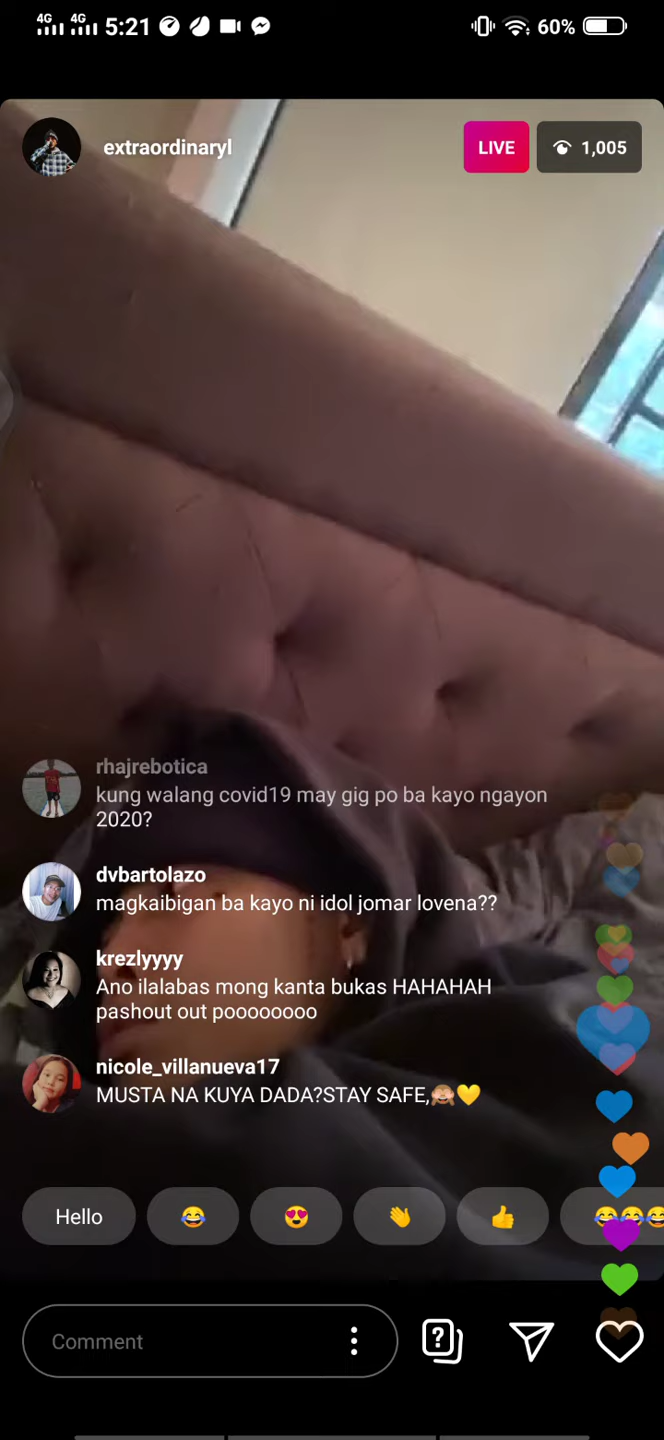 4G 4G 5:21 60%
extraordinaryl LIVE 1,005
rhajrebotica
kung walang covid19 may gig po ba kayo ngayon
2020?
dvbartolazo
magkaibigan ba kayo ni idol jomar lovena??
krezlyyyy
Ano ilalabas mong kanta bukas HAHAHAH
pashout out poooooooo
nicole_villanueva17
MUSTA NA KUYA DADA?STAY SAFE,🙈💛
Hello 😂 😍 👋 👍 😂😂😂
Comment